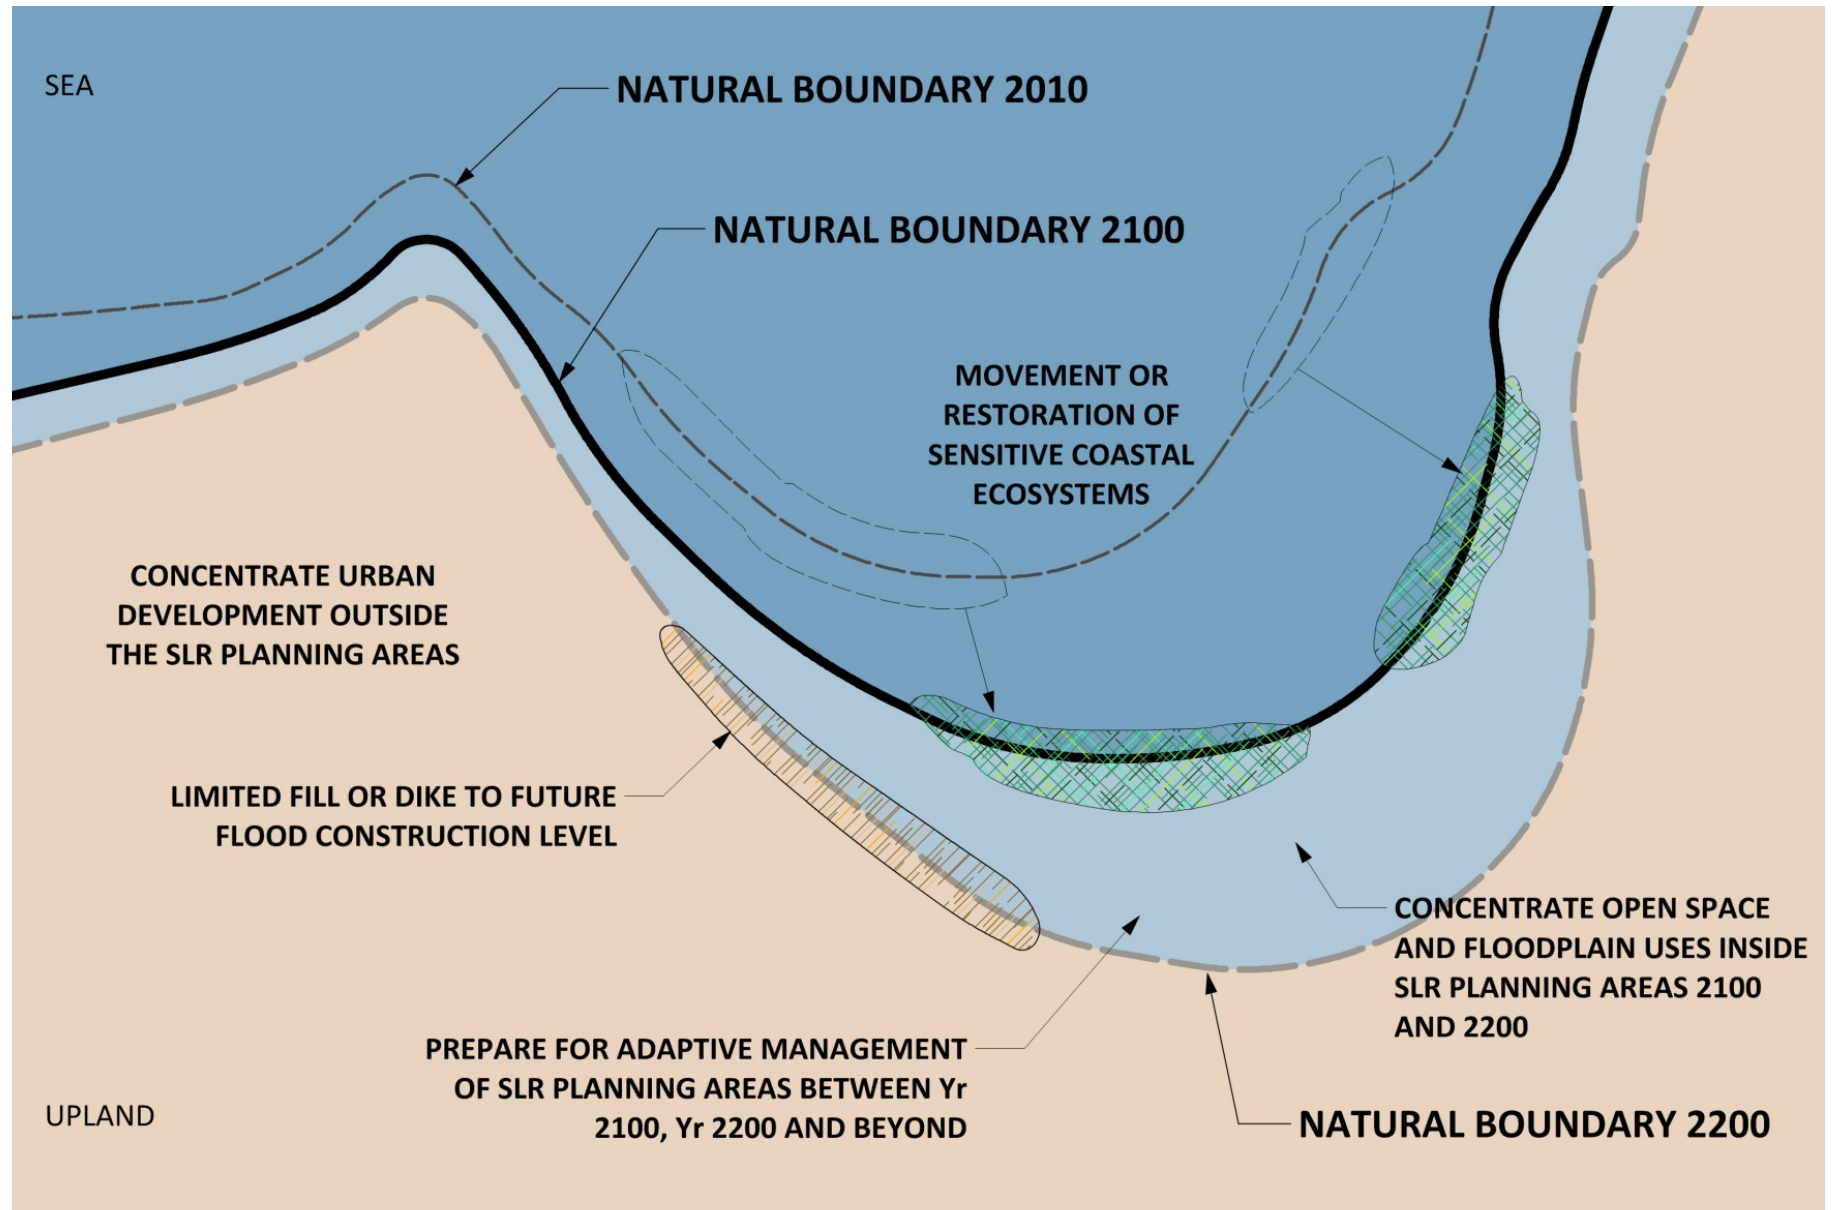 SEA
NATURAL BOUNDARY 2010
NATURAL BOUNDARY 2100
MOVEMENT OR
RESTORATION OF
SENSITIVE COASTAL
ECOSYSTEMS
CONCENTRATE URBAN
DEVELOPMENT OUTSIDE
THE SLR PLANNING AREAS
LIMITED FILL OR DIKE TO FUTURE
FLOOD CONSTRUCTION LEVEL
CONCENTRATE OPEN SPACE
AND FLOODPLAIN USES INSIDE
SLR PLANNING AREAS 2100
AND 2200
PREPARE FOR ADAPTIVE MANAGEMENT
OF SLR PLANNING AREAS BETWEEN Yr
2100, Yr 2200 AND BEYOND
UPLAND
NATURAL BOUNDARY 2200